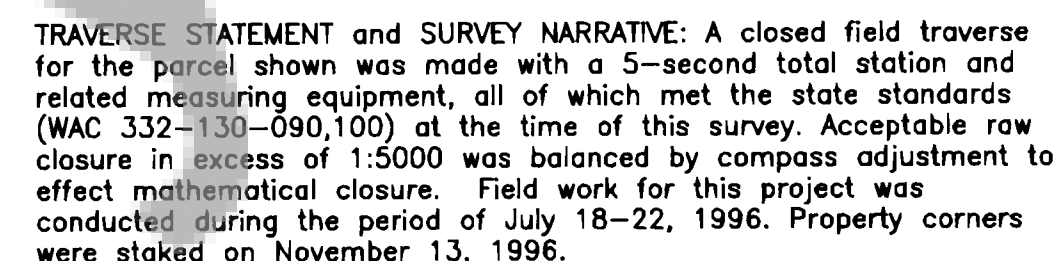 TRAVERSE STATEMENT and SURVEY NARRATIVE: A closed field traverse
for the parcel shown was made with a 5-second total station and
related measuring equipment, all of which met the state standards
(WAC 332-130-090,100) at the time of this survey. Acceptable raw
closure in excess of 1:5000 was balanced by compass adjustment to
effect mathematical closure.  Field work for this project was
conducted during the period of July 18-22, 1996. Property corners
were staked on November 13, 1996.